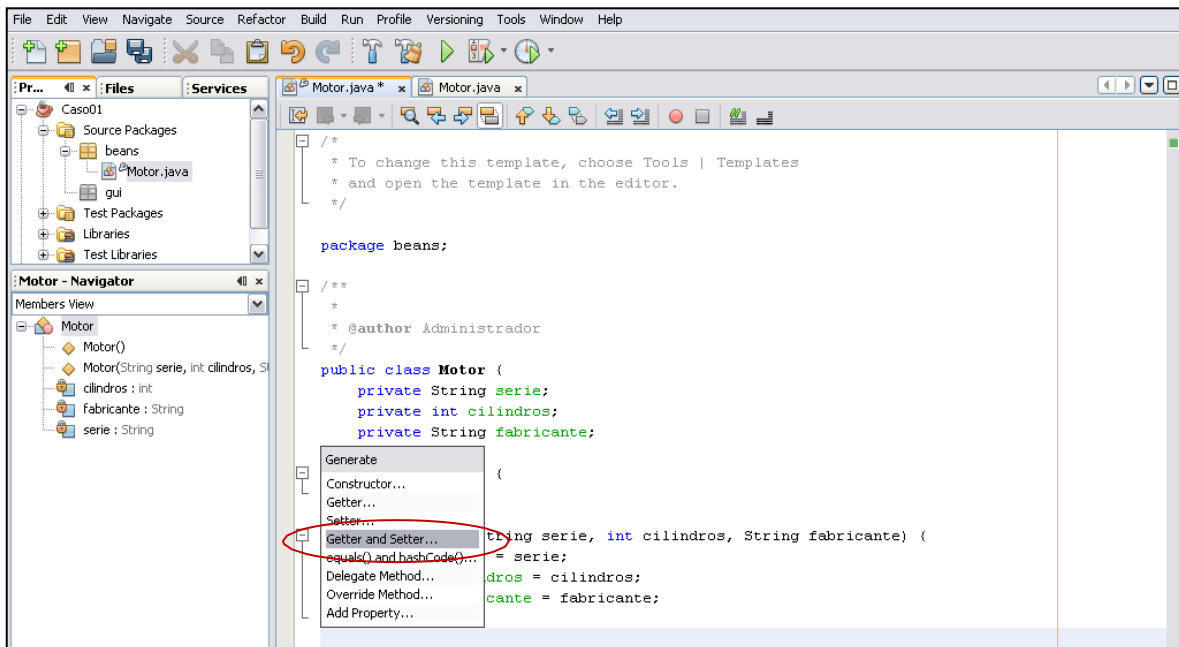 File Edit View Navigate Source Refactor Build Run Profile Versioning Tools Window Help
Pr... Files Services
Motor.java * x Motor.java x
Caso01
Source Packages
beans
Motor.java
gui
Test Packages
Libraries
Test Libraries
Motor - Navigator
Members View
Motor
Motor()
Motor(String serie, int cilindros, S
cilindros : int
fabricante : String
serie : String
/*
* To change this template, choose Tools | Templates
* and open the template in the editor.
*/
package beans;
/**
*
* @author Administrador
*/
public class Motor {
private String serie;
private int cilindros;
private String fabricante;
{
tring serie, int cilindros, String fabricante) {
= serie;
dros = cilindros;
cante = fabricante;
Generate
Constructor...
Getter...
Setter...
Getter and Setter...
equals() and hashCode()...
Delegate Method...
Override Method...
Add Property...